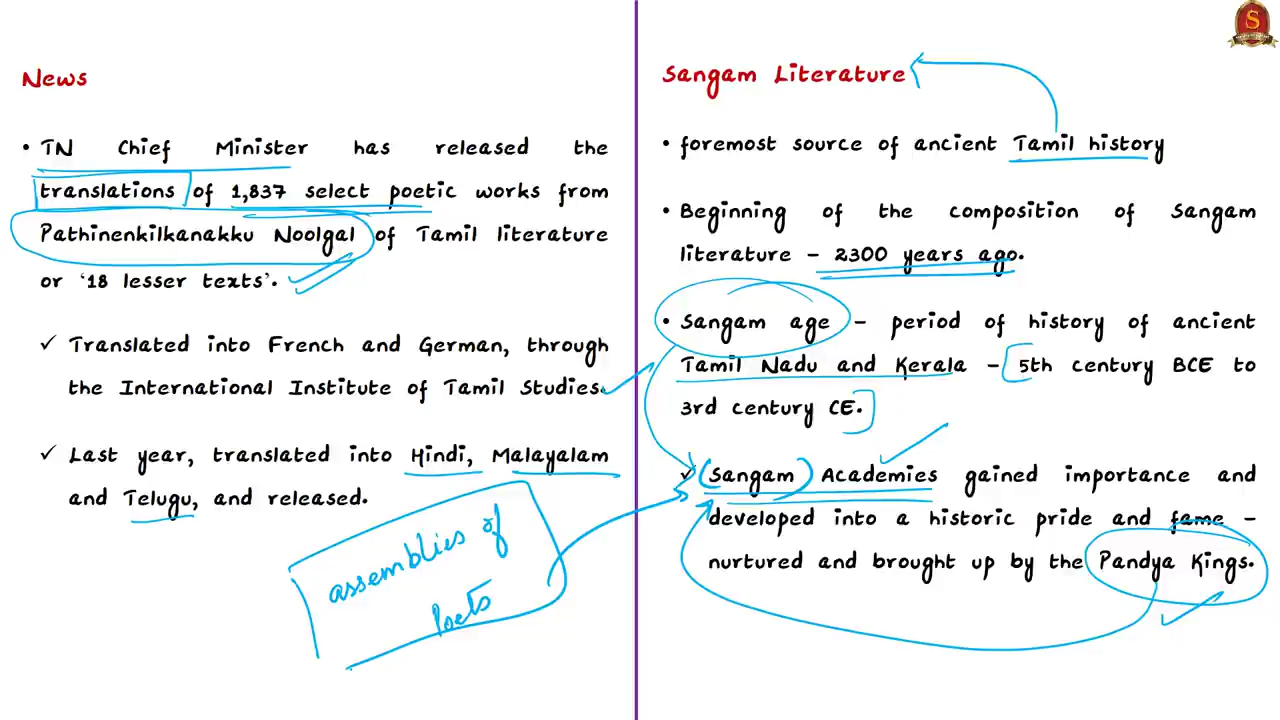 News
• TN Chief Minister has released the
translations of 1,837 select poetic works from
Pathinenkilkanakku Noolgal of Tamil literature
or '18 lesser texts'.
✓ Translated into French and German, through
the International Institute of Tamil Studies.
✓ Last year, translated into Hindi, Malayalam
and Telugu, and released.
assemblies of
Poets
S
Sangam Literature
• foremost source of ancient Tamil history
• Beginning of the composition of Sangam
literature – 2300 years ago.
• Sangam age – period of history of ancient
Tamil Nadu and Kerala – 5th century BCE to
3rd century CE.
✓ (Sangam) Academies gained importance and
developed into a historic pride and fame –
nurtured and brought up by the Pandya Kings.